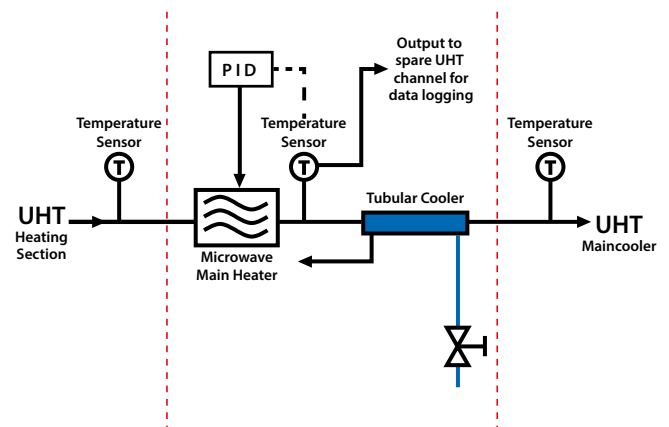 Output to
spare UHT
channel for
data logging
PID
Temperature
Sensor
T
Temperature
Sensor
T
Temperature
Sensor
T
Tubular Cooler
UHT
Heating
Section
Microwave
Main Heater
UHT
Maincooler